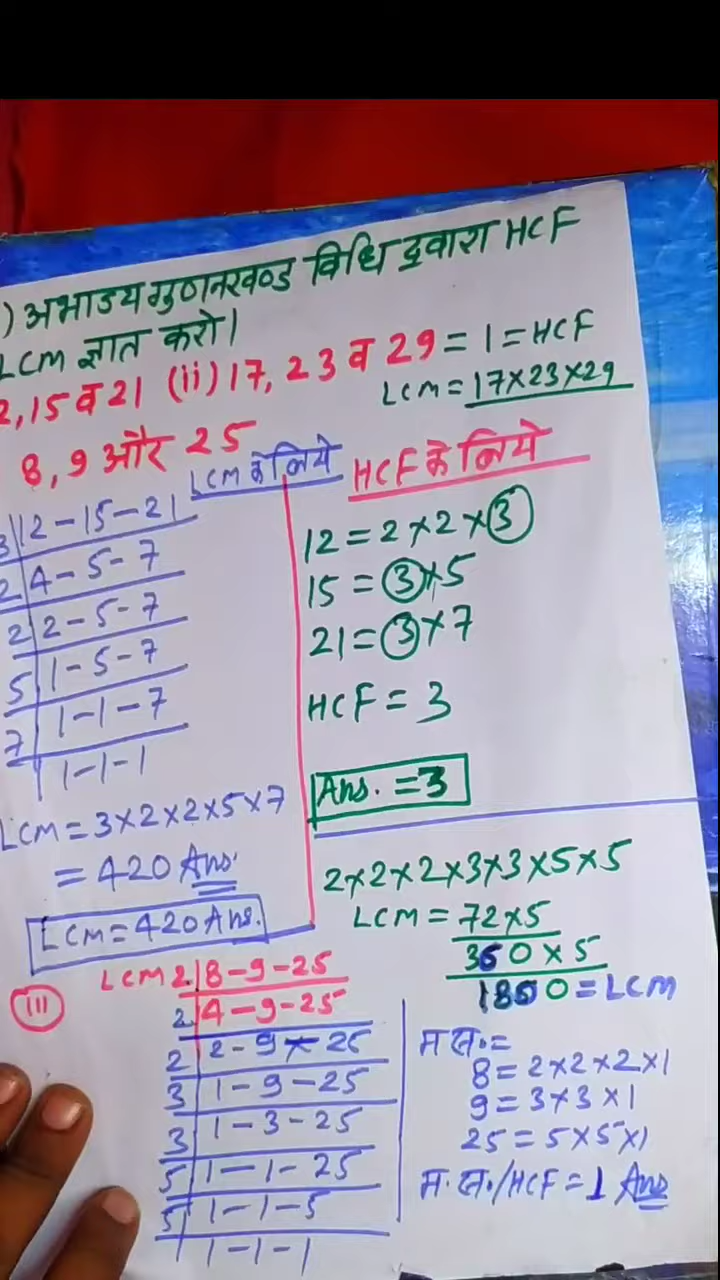 ) अभाज्य गुणनखण्ड विधि द्वारा HCF
LCM ज्ञात करो।
2, 15 व 21 (ii) 17, 23 व 29 = 1 = HCF
LCM = 17×23×29
8, 9 और 25
LCM के लिये
3 12 - 15 - 21
2 4 - 5 - 7
2 2 - 5 - 7
5 1 - 5 - 7
7 1 - 1 - 7
1 - 1 - 1
LCM = 3×2×2×5×7
= 420 Ans.
LCM = 420 Ans.
HCF के लिये
12 = 2×2×3
15 = 3×5
21 = 3×7
HCF = 3
Ans. = 3
2×2×2×3×3×5×5
LCM = 72×5
360×5
1800 = LCM
III
LCM 2 8 - 9 - 25
2 4 - 9 - 25
2 2 - 9 - 25
3 1 - 9 - 25
3 1 - 3 - 25
5 1 - 1 - 25
5 1 - 1 - 5
1 - 1 - 1
म.स. =
8 = 2×2×2×1
9 = 3×3×1
25 = 5×5×1
म.स./HCF = 1 Ans